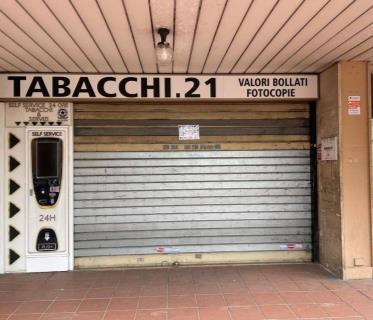 TABACCHI.21
VALORI BOLLATI
FOTOCOPIE
SELF SERVICE 24 ORE
TABACCHI
SELF SERVICE
24H